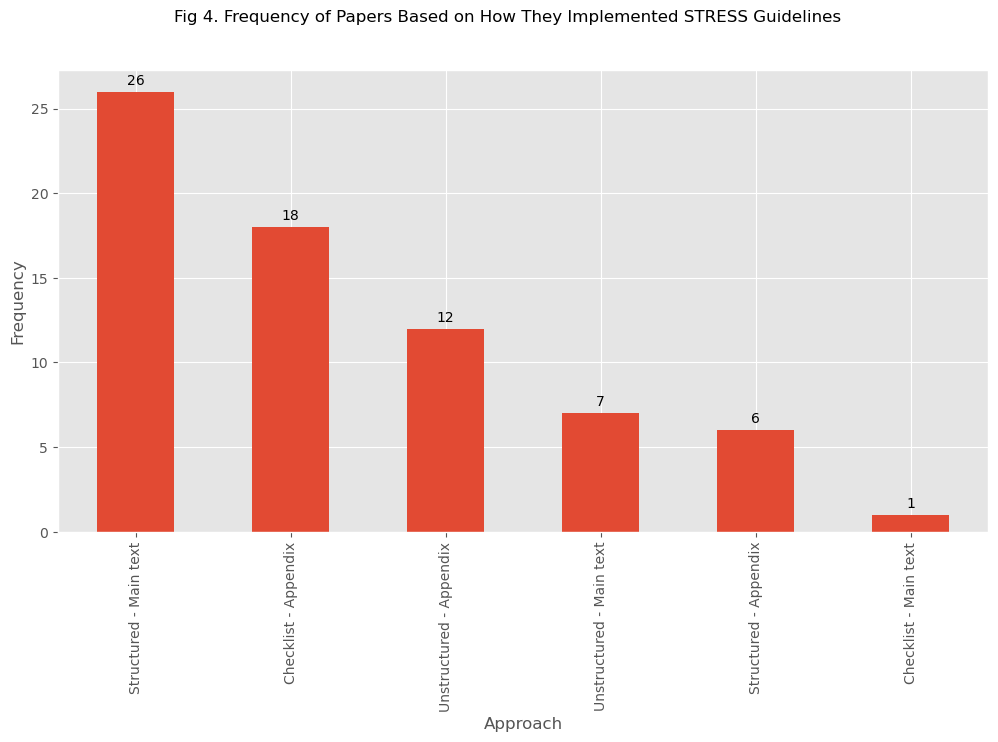 Fig 4. Frequency of Papers Based on How They Implemented STRESS Guidelines
Frequency
25
20
15
10
5
0
26
18
12
7
6
1
Structured - Main text
Checklist - Appendix
Unstructured - Appendix
Unstructured - Main text
Structured - Appendix
Checklist - Main text
Approach